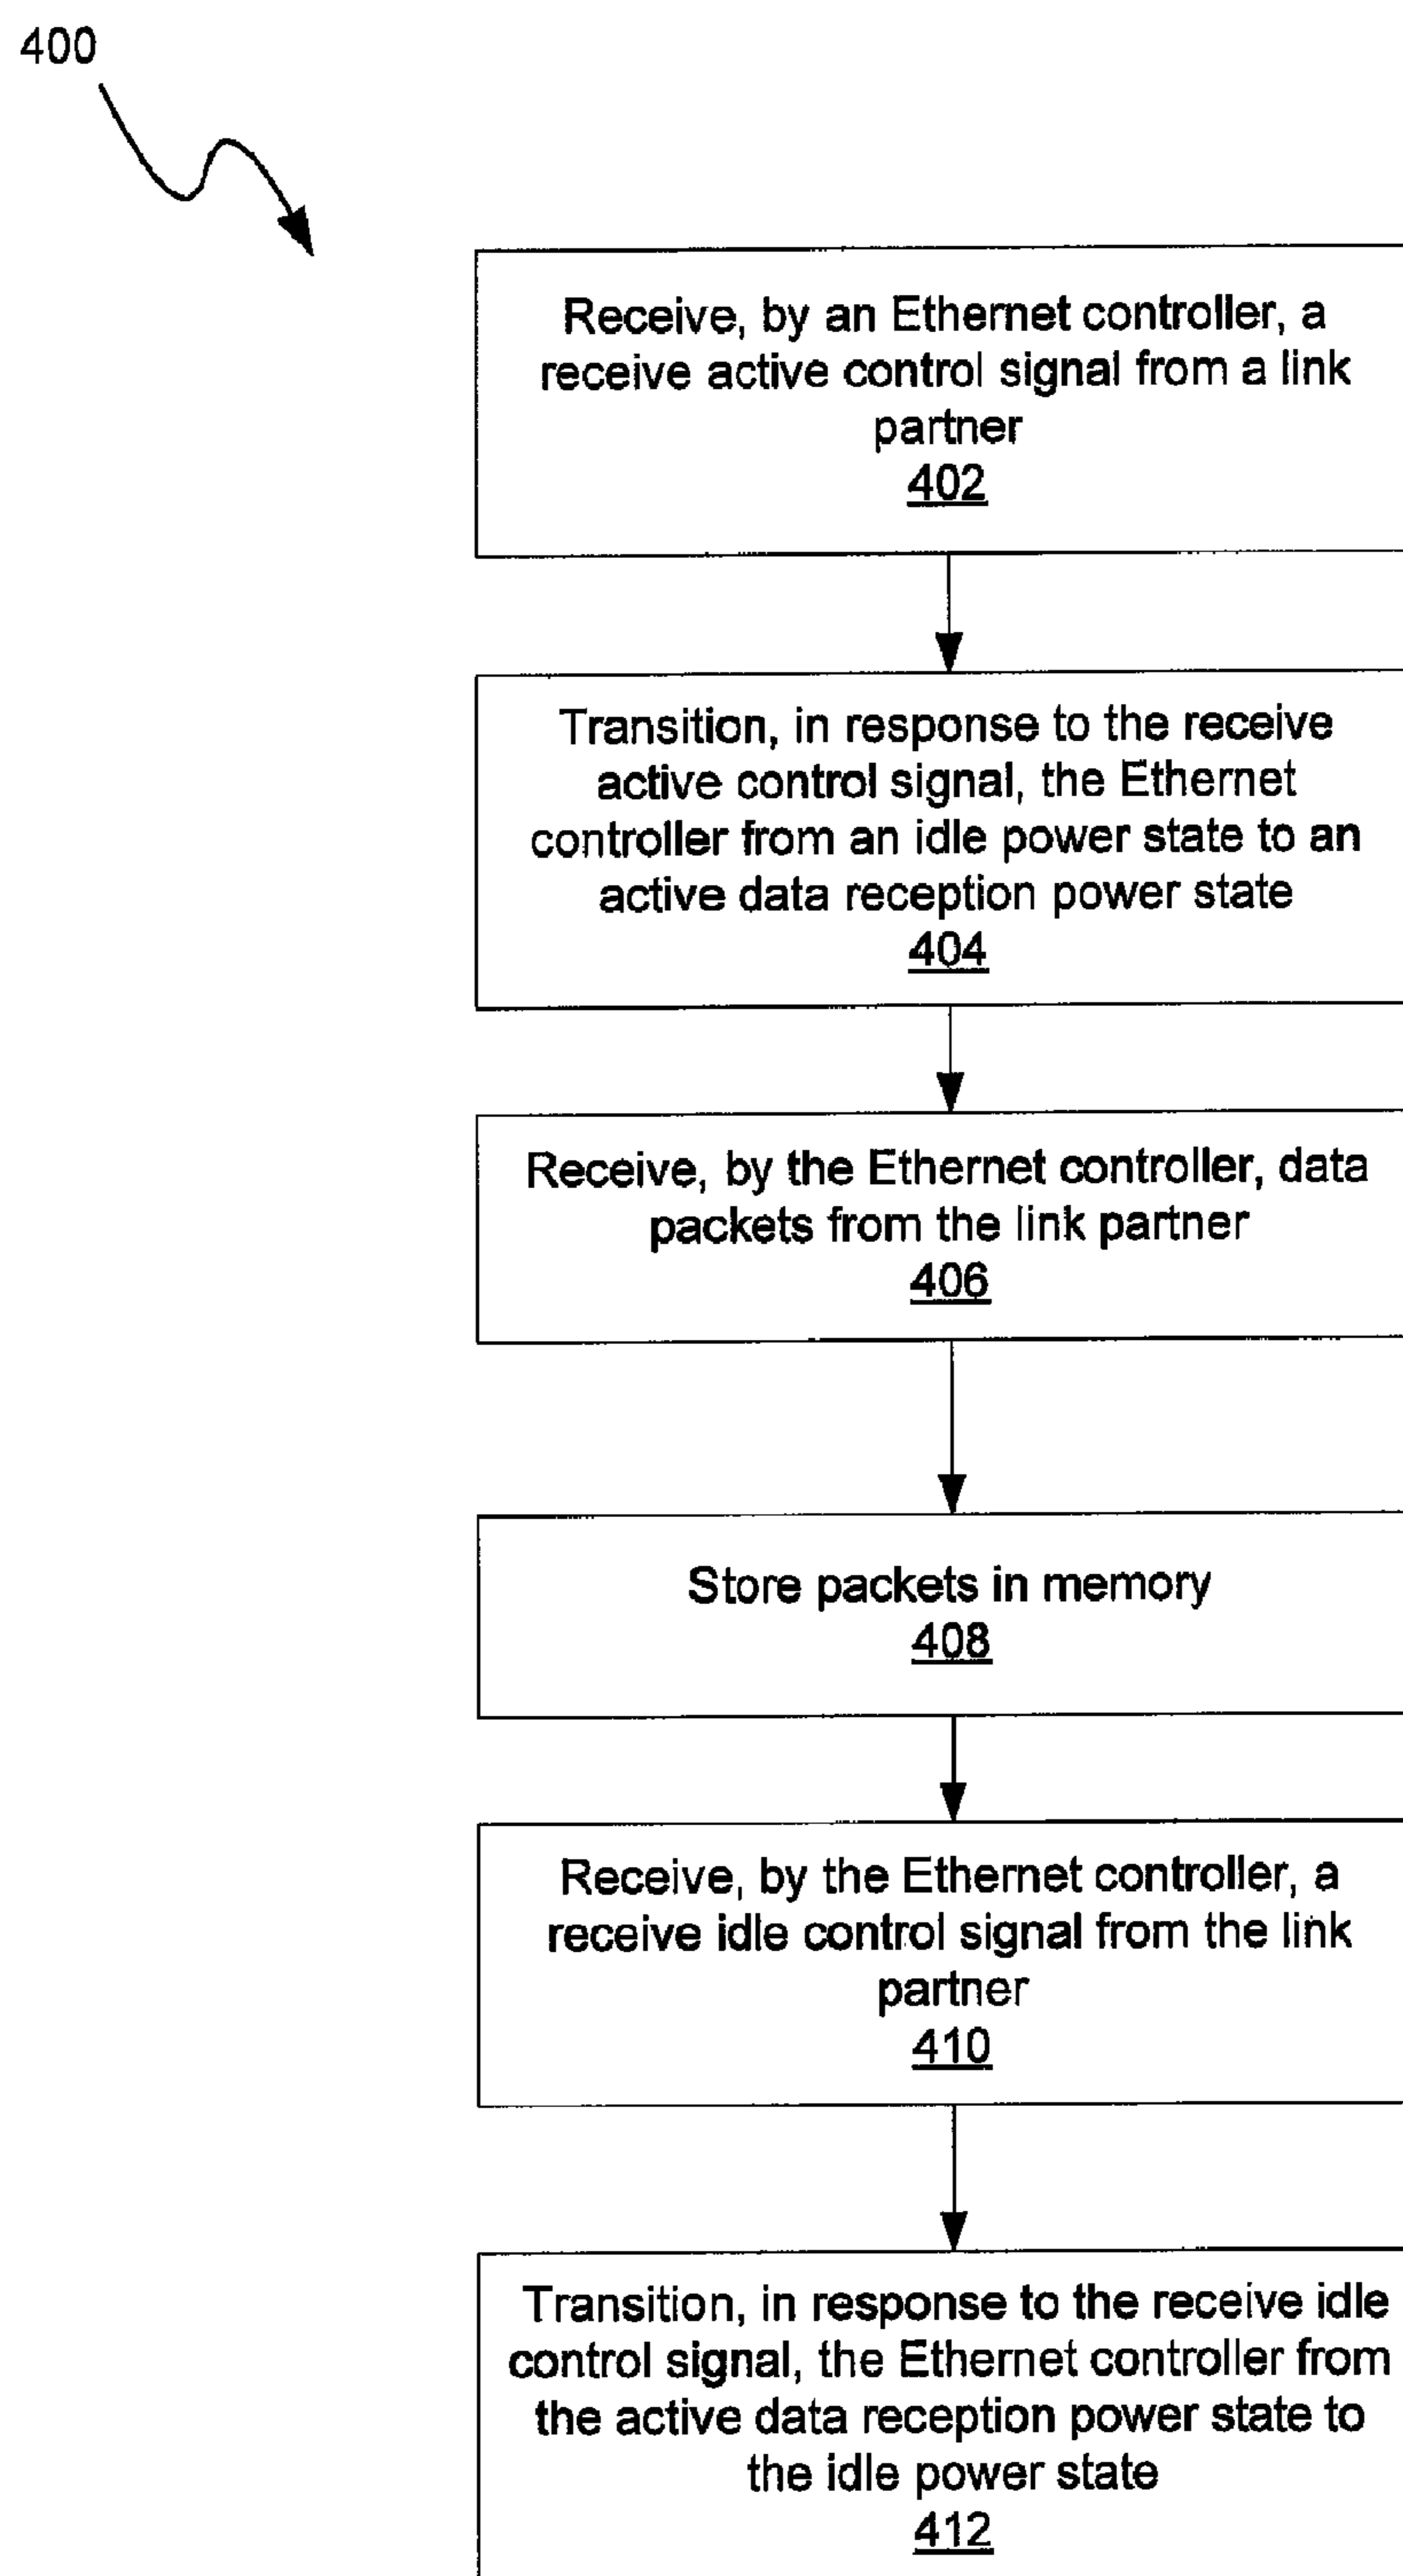 400
Receive, by an Ethernet controller, a
receive active control signal from a link
partner
402
Transition, in response to the receive
active control signal, the Ethernet
controller from an idle power state to an
active data reception power state
404
Receive, by the Ethernet controller, data
packets from the link partner
406
Store packets in memory
408
Receive, by the Ethernet controller, a
receive idle control signal from the link
partner
410
Transition, in response to the receive idle
control signal, the Ethernet controller from
the active data reception power state to
the idle power state
412